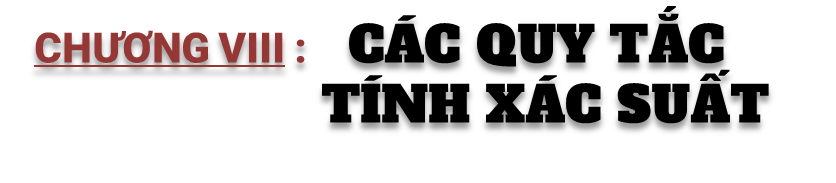 CHƯƠNG VIII : CÁC QUY TẮC
TÍNH XÁC SUẤT